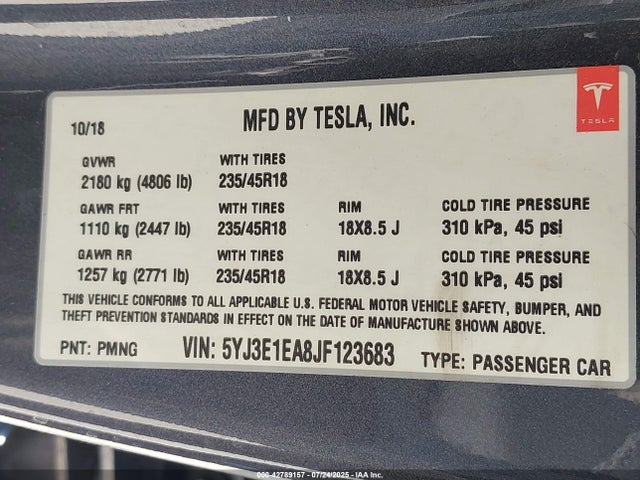 10/18
MFD BY TESLA, INC.
TESLA
GVWR WITH TIRES
2180 kg (4806 lb) 235/45R18
GAWR FRT WITH TIRES RIM COLD TIRE PRESSURE
1110 kg (2447 lb) 235/45R18 18X8.5 J 310 kPa, 45 psi
GAWR RR WITH TIRES RIM COLD TIRE PRESSURE
1257 kg (2771 lb) 235/45R18 18X8.5 J 310 kPa, 45 psi
THIS VEHICLE CONFORMS TO ALL APPLICABLE U.S. FEDERAL MOTOR VEHICLE SAFETY, BUMPER, AND
THEFT PREVENTION STANDARDS IN EFFECT ON THE DATE OF MANUFACTURE SHOWN ABOVE.
PNT: PMNG VIN: 5YJ3E1EA8JF123683 TYPE: PASSENGER CAR
000-42789157 - 07/24/2025 - IAA Inc.